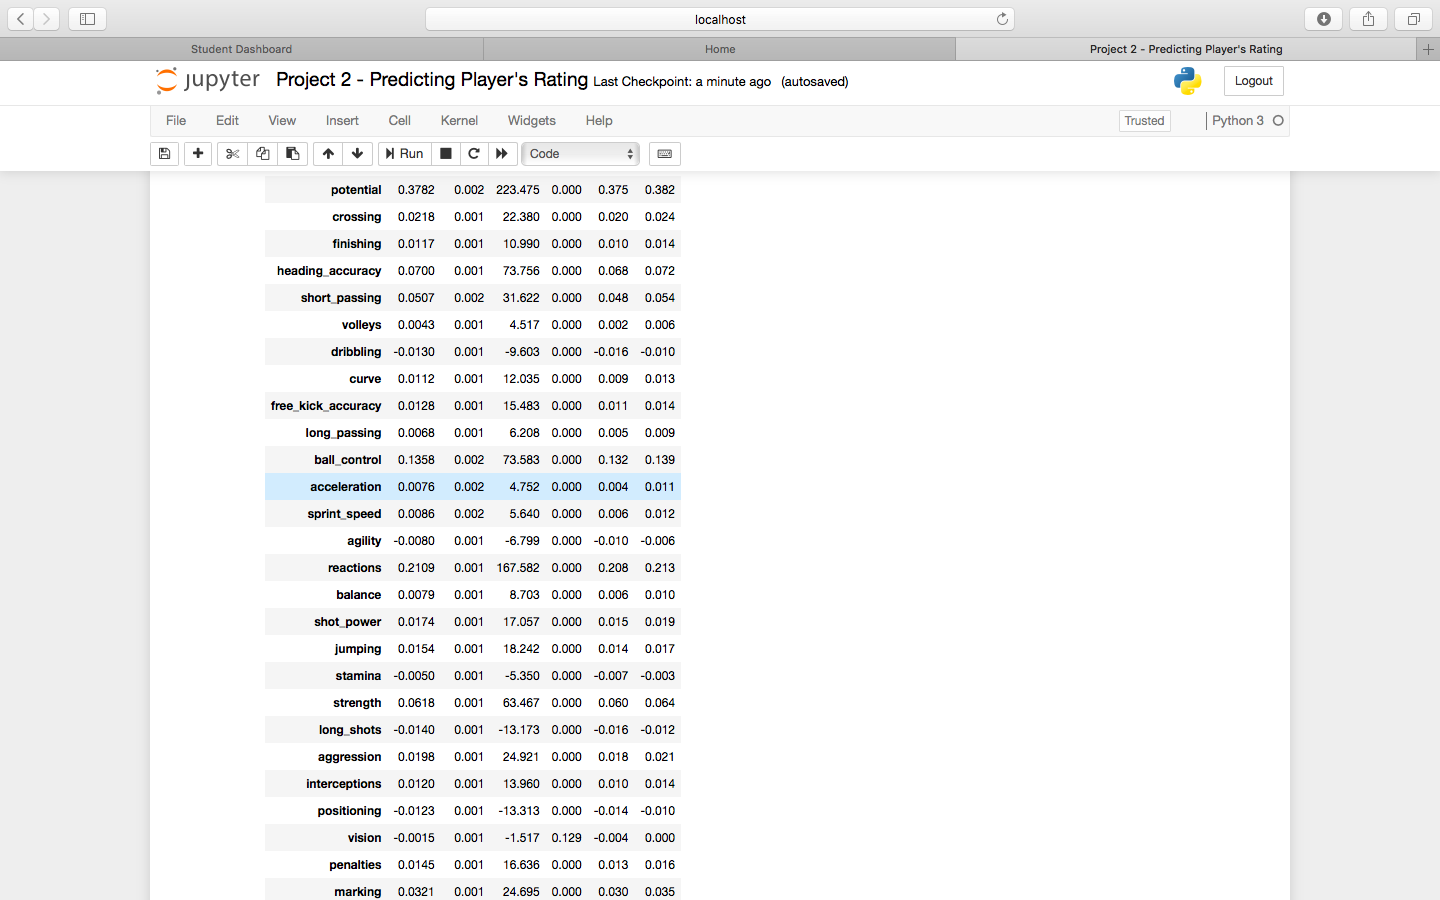 localhost
Student Dashboard
Home
Project 2 - Predicting Player's Rating
jupyter Project 2 - Predicting Player's Rating Last Checkpoint: a minute ago (autosaved)
Logout
File Edit View Insert Cell Kernel Widgets Help
Trusted
Python 3
Run
Code
potential 0.3782 0.002 223.475 0.000 0.375 0.382
crossing 0.0218 0.001 22.380 0.000 0.020 0.024
finishing 0.0117 0.001 10.990 0.000 0.010 0.014
heading_accuracy 0.0700 0.001 73.756 0.000 0.068 0.072
short_passing 0.0507 0.002 31.622 0.000 0.048 0.054
volleys 0.0043 0.001 4.517 0.000 0.002 0.006
dribbling -0.0130 0.001 -9.603 0.000 -0.016 -0.010
curve 0.0112 0.001 12.035 0.000 0.009 0.013
free_kick_accuracy 0.0128 0.001 15.483 0.000 0.011 0.014
long_passing 0.0068 0.001 6.208 0.000 0.005 0.009
ball_control 0.1358 0.002 73.583 0.000 0.132 0.139
acceleration 0.0076 0.002 4.752 0.000 0.004 0.011
sprint_speed 0.0086 0.002 5.640 0.000 0.006 0.012
agility -0.0080 0.001 -6.799 0.000 -0.010 -0.006
reactions 0.2109 0.001 167.582 0.000 0.208 0.213
balance 0.0079 0.001 8.703 0.000 0.006 0.010
shot_power 0.0174 0.001 17.057 0.000 0.015 0.019
jumping 0.0154 0.001 18.242 0.000 0.014 0.017
stamina -0.0050 0.001 -5.350 0.000 -0.007 -0.003
strength 0.0618 0.001 63.467 0.000 0.060 0.064
long_shots -0.0140 0.001 -13.173 0.000 -0.016 -0.012
aggression 0.0198 0.001 24.921 0.000 0.018 0.021
interceptions 0.0120 0.001 13.960 0.000 0.010 0.014
positioning -0.0123 0.001 -13.313 0.000 -0.014 -0.010
vision -0.0015 0.001 -1.517 0.129 -0.004 0.000
penalties 0.0145 0.001 16.636 0.000 0.013 0.016
marking 0.0321 0.001 24.695 0.000 0.030 0.035